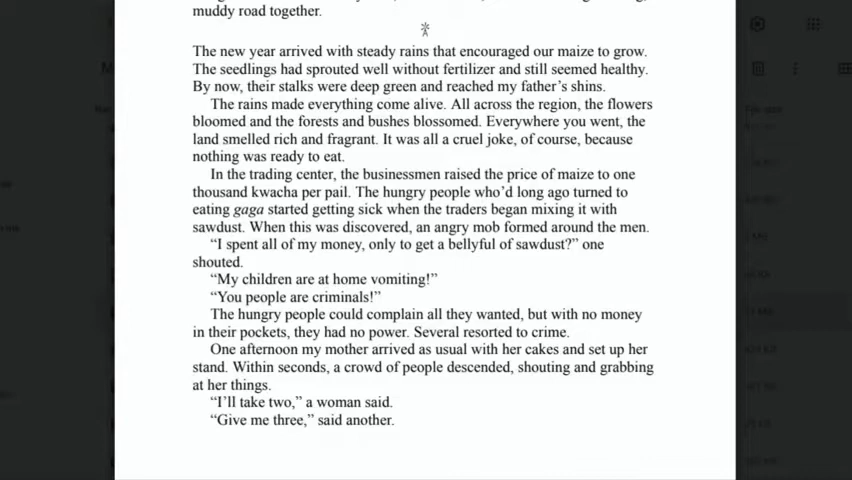 muddy road together.
The new year arrived with steady rains that encouraged our maize to grow.
The seedlings had sprouted well without fertilizer and still seemed healthy.
By now, their stalks were deep green and reached my father’s shins.
The rains made everything come alive. All across the region, the flowers
bloomed and the forests and bushes blossomed. Everywhere you went, the
land smelled rich and fragrant. It was all a cruel joke, of course, because
nothing was ready to eat.
In the trading center, the businessmen raised the price of maize to one
thousand kwacha per pail. The hungry people who’d long ago turned to
eating gaga started getting sick when the traders began mixing it with
sawdust. When this was discovered, an angry mob formed around the men.
“I spent all of my money, only to get a bellyful of sawdust?” one
shouted.
“My children are at home vomiting!”
“You people are criminals!”
The hungry people could complain all they wanted, but with no money
in their pockets, they had no power. Several resorted to crime.
One afternoon my mother arrived as usual with her cakes and set up her
stand. Within seconds, a crowd of people descended, shouting and grabbing
at her things.
“I’ll take two,” a woman said.
“Give me three,” said another.